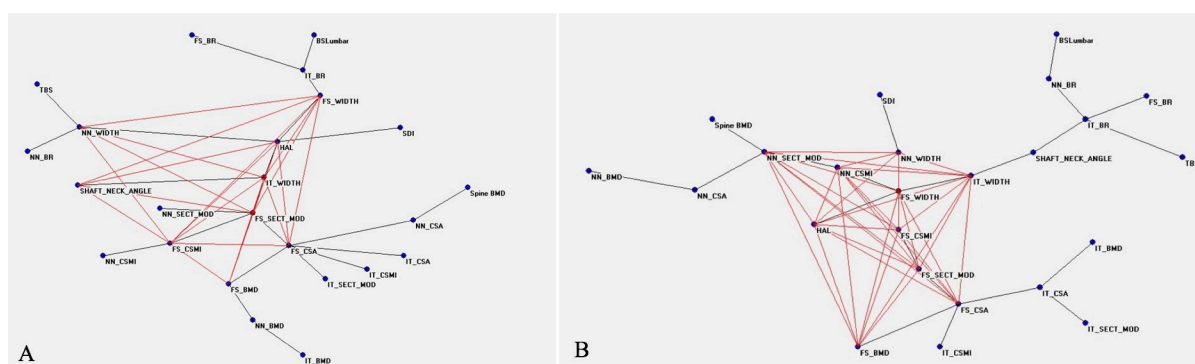 FS_BR
BSLumbar
IT_BR
TBS
FS_WIDTH
NN_WIDTH
SDI
HAL
NN_BR
IT_WIDTH
SHAFT_NECK_ANGLE
Spine BMD
NN_SECT_MOD
FS_SECT_MOD
NN_CSA
FS_CSMI
FS_CSA
NN_CSMI
IT_CSA
IT_CSMI
IT_SECT_MOD
FS_BMD
NN_BMD
IT_BMD
A
BSLumbar
NN_BR
SDI
FS_BR
Spine BMD
IT_BR
NN_SECT_MOD
NN_WIDTH
SHAFT_NECK_ANGLE
TB
NN_BMD
NN_CSMI
IT_WIDTH
NN_CSA
FS_WIDTH
HAL
FS_CSMI
IT_BMD
FS_SECT_MOD
IT_CSA
FS_CSA
IT_SECT_MOD
FS_BMD
IT_CSMI
B